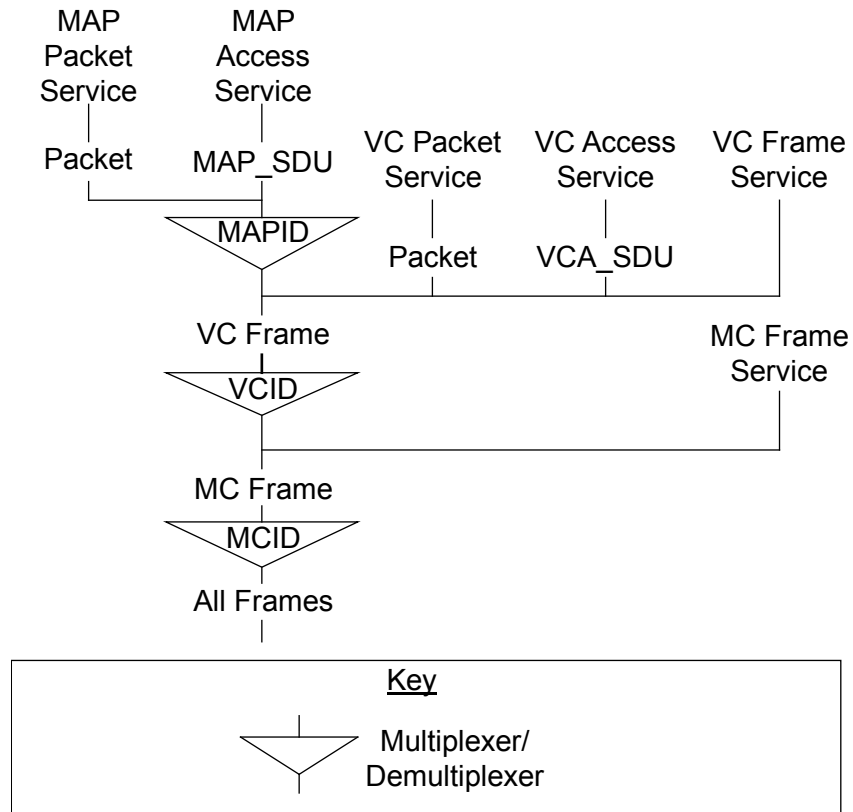 MAP
Packet
Service
MAP
Access
Service
Packet
MAP_SDU
VC Packet
Service
VC Access
Service
VC Frame
Service
MAPID
Packet
VCA_SDU
VC Frame
MC Frame
Service
VCID
MC Frame
MCID
All Frames
Key
Multiplexer/
Demultiplexer